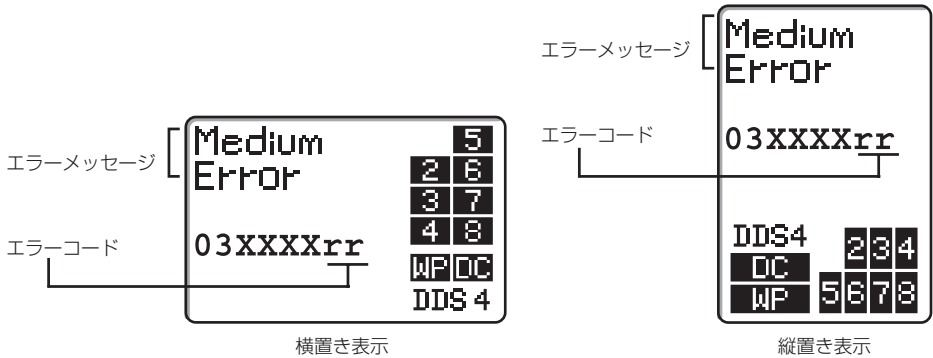 エラーメッセージ
Medium
Error
5
2 6
3 7
4 8
エラーコード
03XXXXrr
WP DC
DDS 4
横置き表示
エラーメッセージ
Medium
Error
エラーコード
03XXXXrr
DDS4
2 3 4
DC
WP
5 6 7 8
縦置き表示